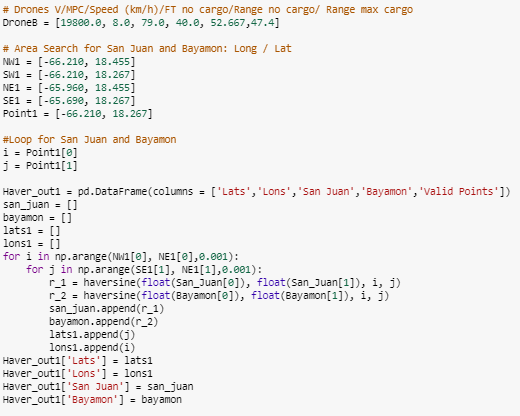 # Drones V/MPC/Speed (km/h)/FT no cargo/Range no cargo/ Range max cargo
DroneB = [19800.0, 8.0, 79.0, 40.0, 52.667,47.4]
# Area Search for San Juan and Bayamon: Long / Lat
NW1 = [-66.210, 18.455]
SW1 = [-66.210, 18.267]
NE1 = [-65.960, 18.455]
SE1 = [-65.690, 18.267]
Point1 = [-66.210, 18.267]
#Loop for San Juan and Bayamon
i = Point1[0]
j = Point1[1]
Haver_out1 = pd.DataFrame(columns = ['Lats','Lons','San Juan','Bayamon','Valid Points'])
san_juan = []
bayamon = []
lats1 = []
lons1 = []
for i in np.arange(NW1[0], NE1[0],0.001):
    for j in np.arange(SE1[1], NE1[1],0.001):
        r_1 = haversine(float(San_Juan[0]), float(San_Juan[1]), i, j)
        r_2 = haversine(float(Bayamon[0]), float(Bayamon[1]), i, j)
        san_juan.append(r_1)
        bayamon.append(r_2)
        lats1.append(j)
        lons1.append(i)
Haver_out1['Lats'] = lats1
Haver_out1['Lons'] = lons1
Haver_out1['San Juan'] = san_juan
Haver_out1['Bayamon'] = bayamon